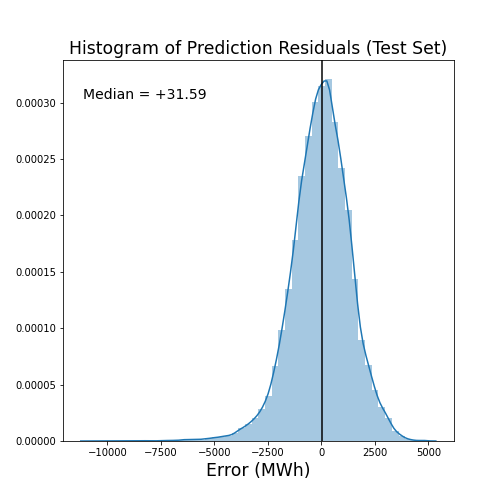 Histogram of Prediction Residuals (Test Set)
Median = +31.59
0.00030
0.00025
0.00020
0.00015
0.00010
0.00005
0.00000
−10000 −7500 −5000 −2500 0 2500 5000
Error (MWh)